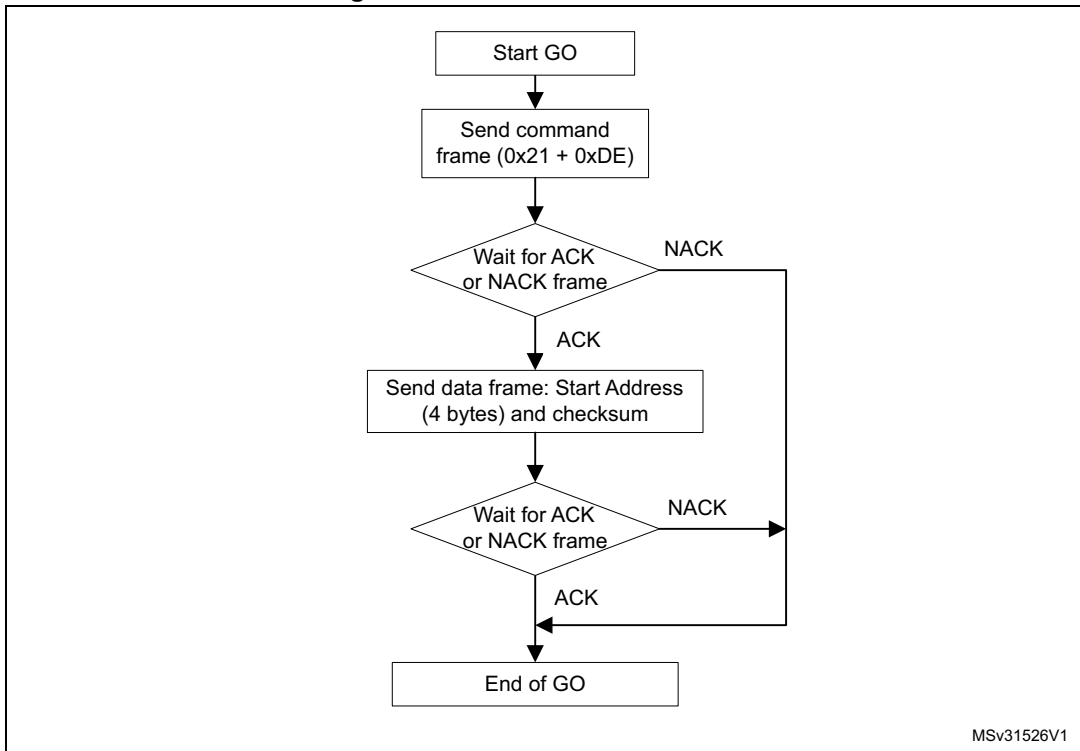 Start GO
Send command
frame (0x21 + 0xDE)
Wait for ACK
or NACK frame
NACK
ACK
Send data frame: Start Address
(4 bytes) and checksum
Wait for ACK
or NACK frame
NACK
ACK
End of GO
MSv31526V1